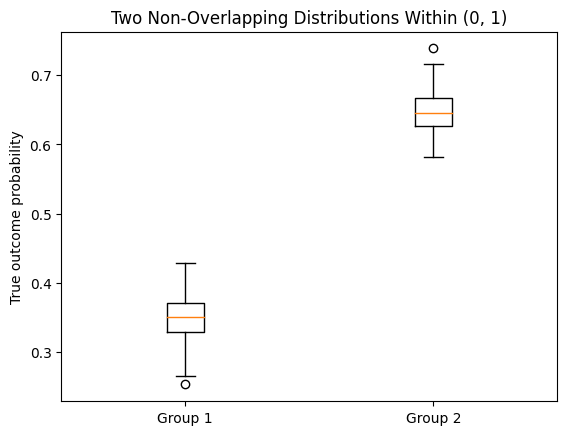 Two Non-Overlapping Distributions Within (0, 1)
True outcome probability
0.7
0.6
0.5
0.4
0.3
Group 1
Group 2